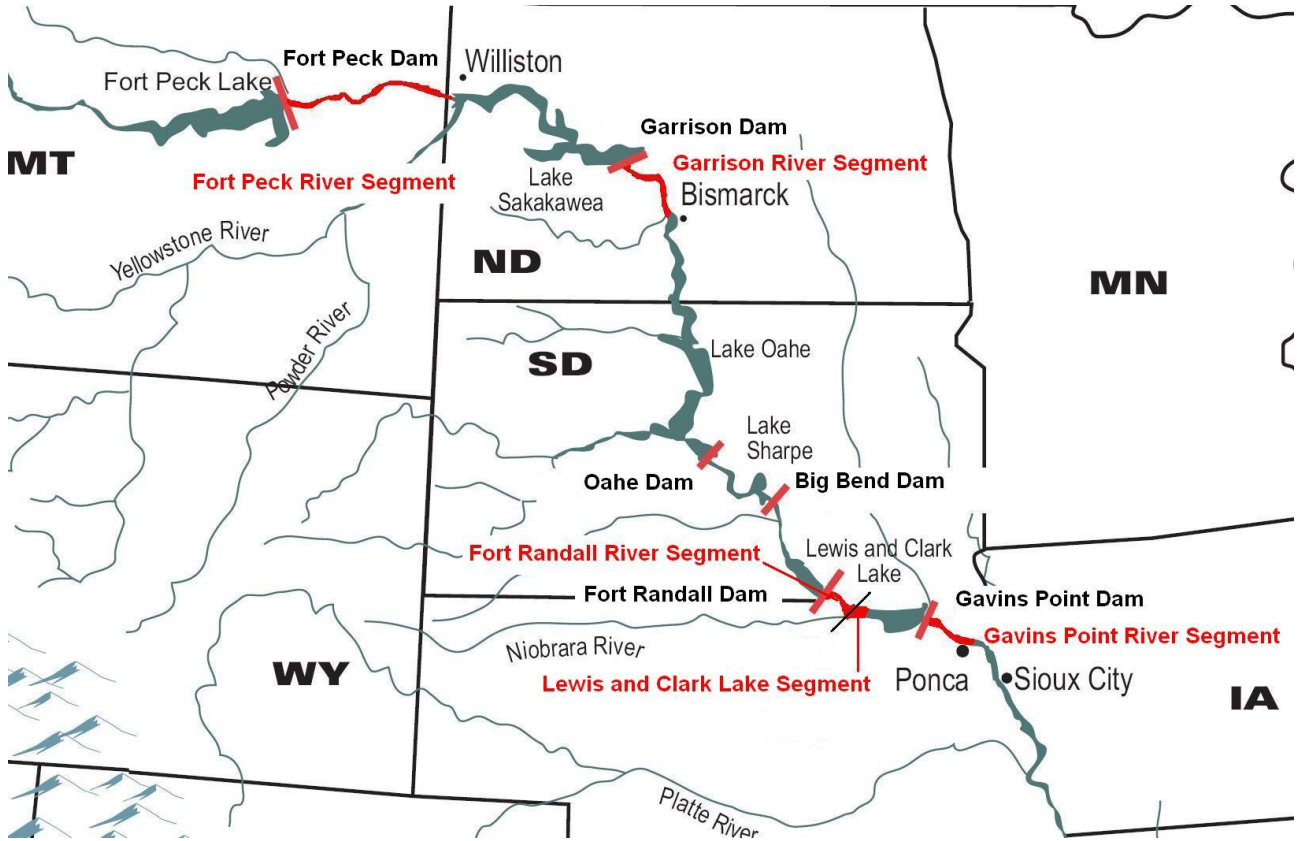 Fort Peck Dam
Williston
Fort Peck Lake
Garrison Dam
MT
Garrison River Segment
Fort Peck River Segment
Lake
Sakakawea
Bismarck
Yellowstone River
ND
MN
Powder River
Lake Oahe
SD
Lake
Sharpe
Oahe Dam
Big Bend Dam
Fort Randall River Segment
Lewis and Clark
Lake
Fort Randall Dam
Gavins Point Dam
Niobrara River
Gavins Point River Segment
WY
Lewis and Clark Lake Segment
Ponca
Sioux City
IA
Platte River